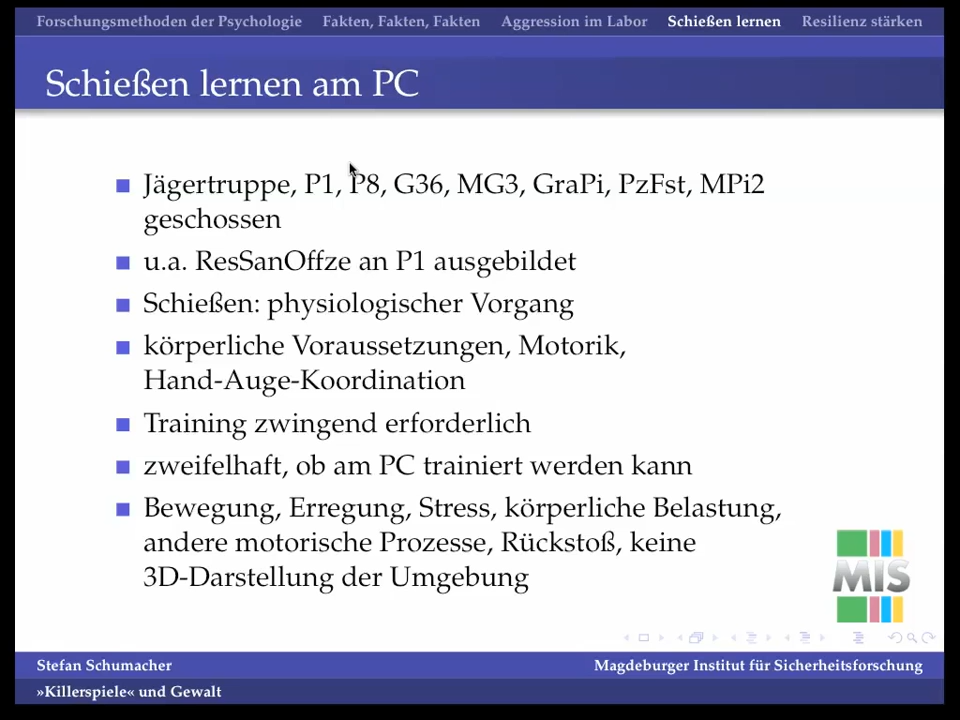 Forschungsmethoden der Psychologie Fakten, Fakten, Fakten Aggression im Labor Schießen lernen Resilienz stärken
Schießen lernen am PC
Jägertruppe, P1, P8, G36, MG3, GraPi, PzFst, MPi2
geschossen
u.a. ResSanOffze an P1 ausgebildet
Schießen: physiologischer Vorgang
körperliche Voraussetzungen, Motorik,
Hand-Auge-Koordination
Training zwingend erforderlich
zweifelhaft, ob am PC trainiert werden kann
Bewegung, Erregung, Stress, körperliche Belastung,
andere motorische Prozesse, Rückstoß, keine
3D-Darstellung der Umgebung
MIS
Stefan Schumacher Magdeburger Institut für Sicherheitsforschung
»Killerspiele« und Gewalt